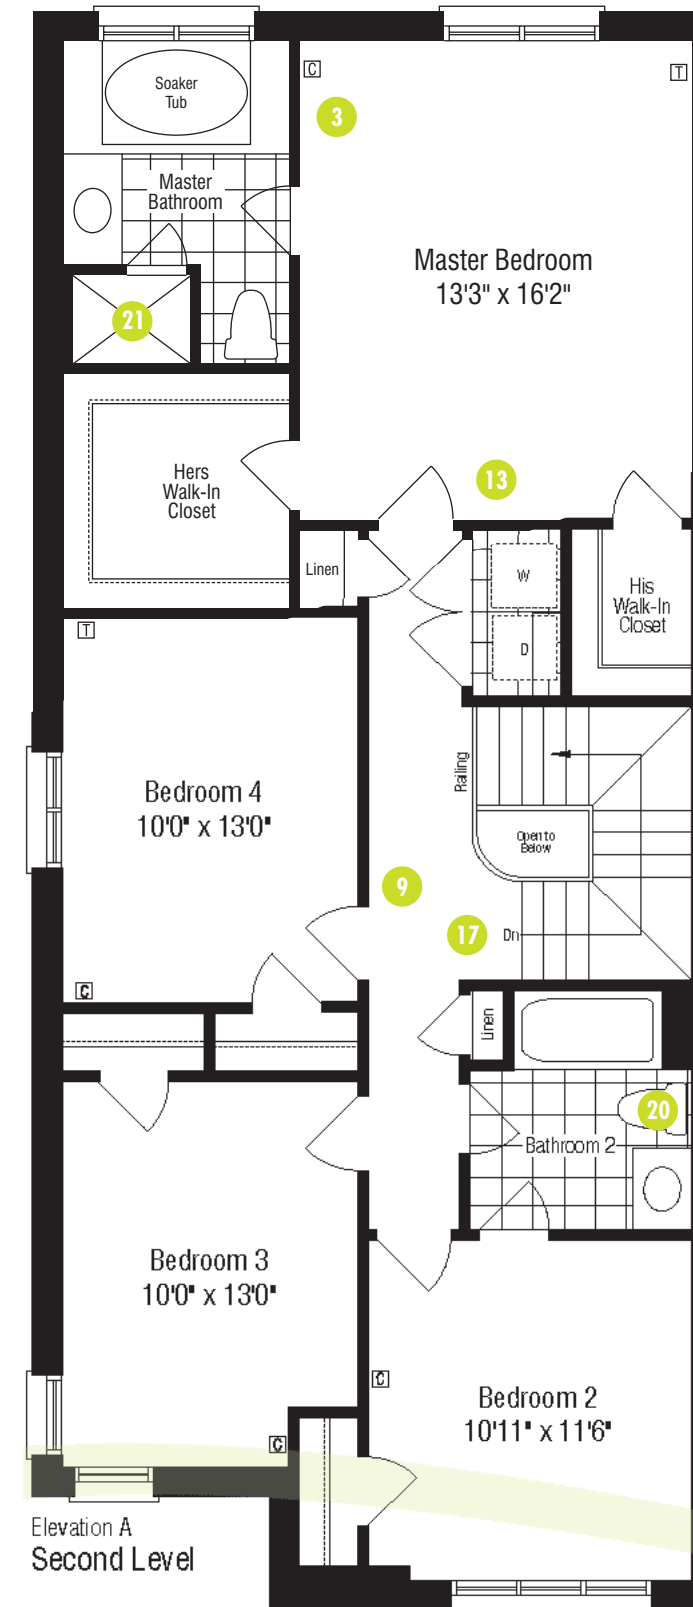 Soaker
Tub
C
T
3
Master
Bathroom
Master Bedroom
13'3" x 16'2"
21
Hers
Walk-In
Closet
13
Linen
W
His
Walk-In
Closet
D
T
Railing
Bedroom 4
10'0" x 13'0"
Open to
Below
9
17
Dn
C
Linen
20
Bathroom 2
Bedroom 3
10'0" x 13'0"
C
Bedroom 2
10'11" x 11'6"
C
Elevation A
Second Level